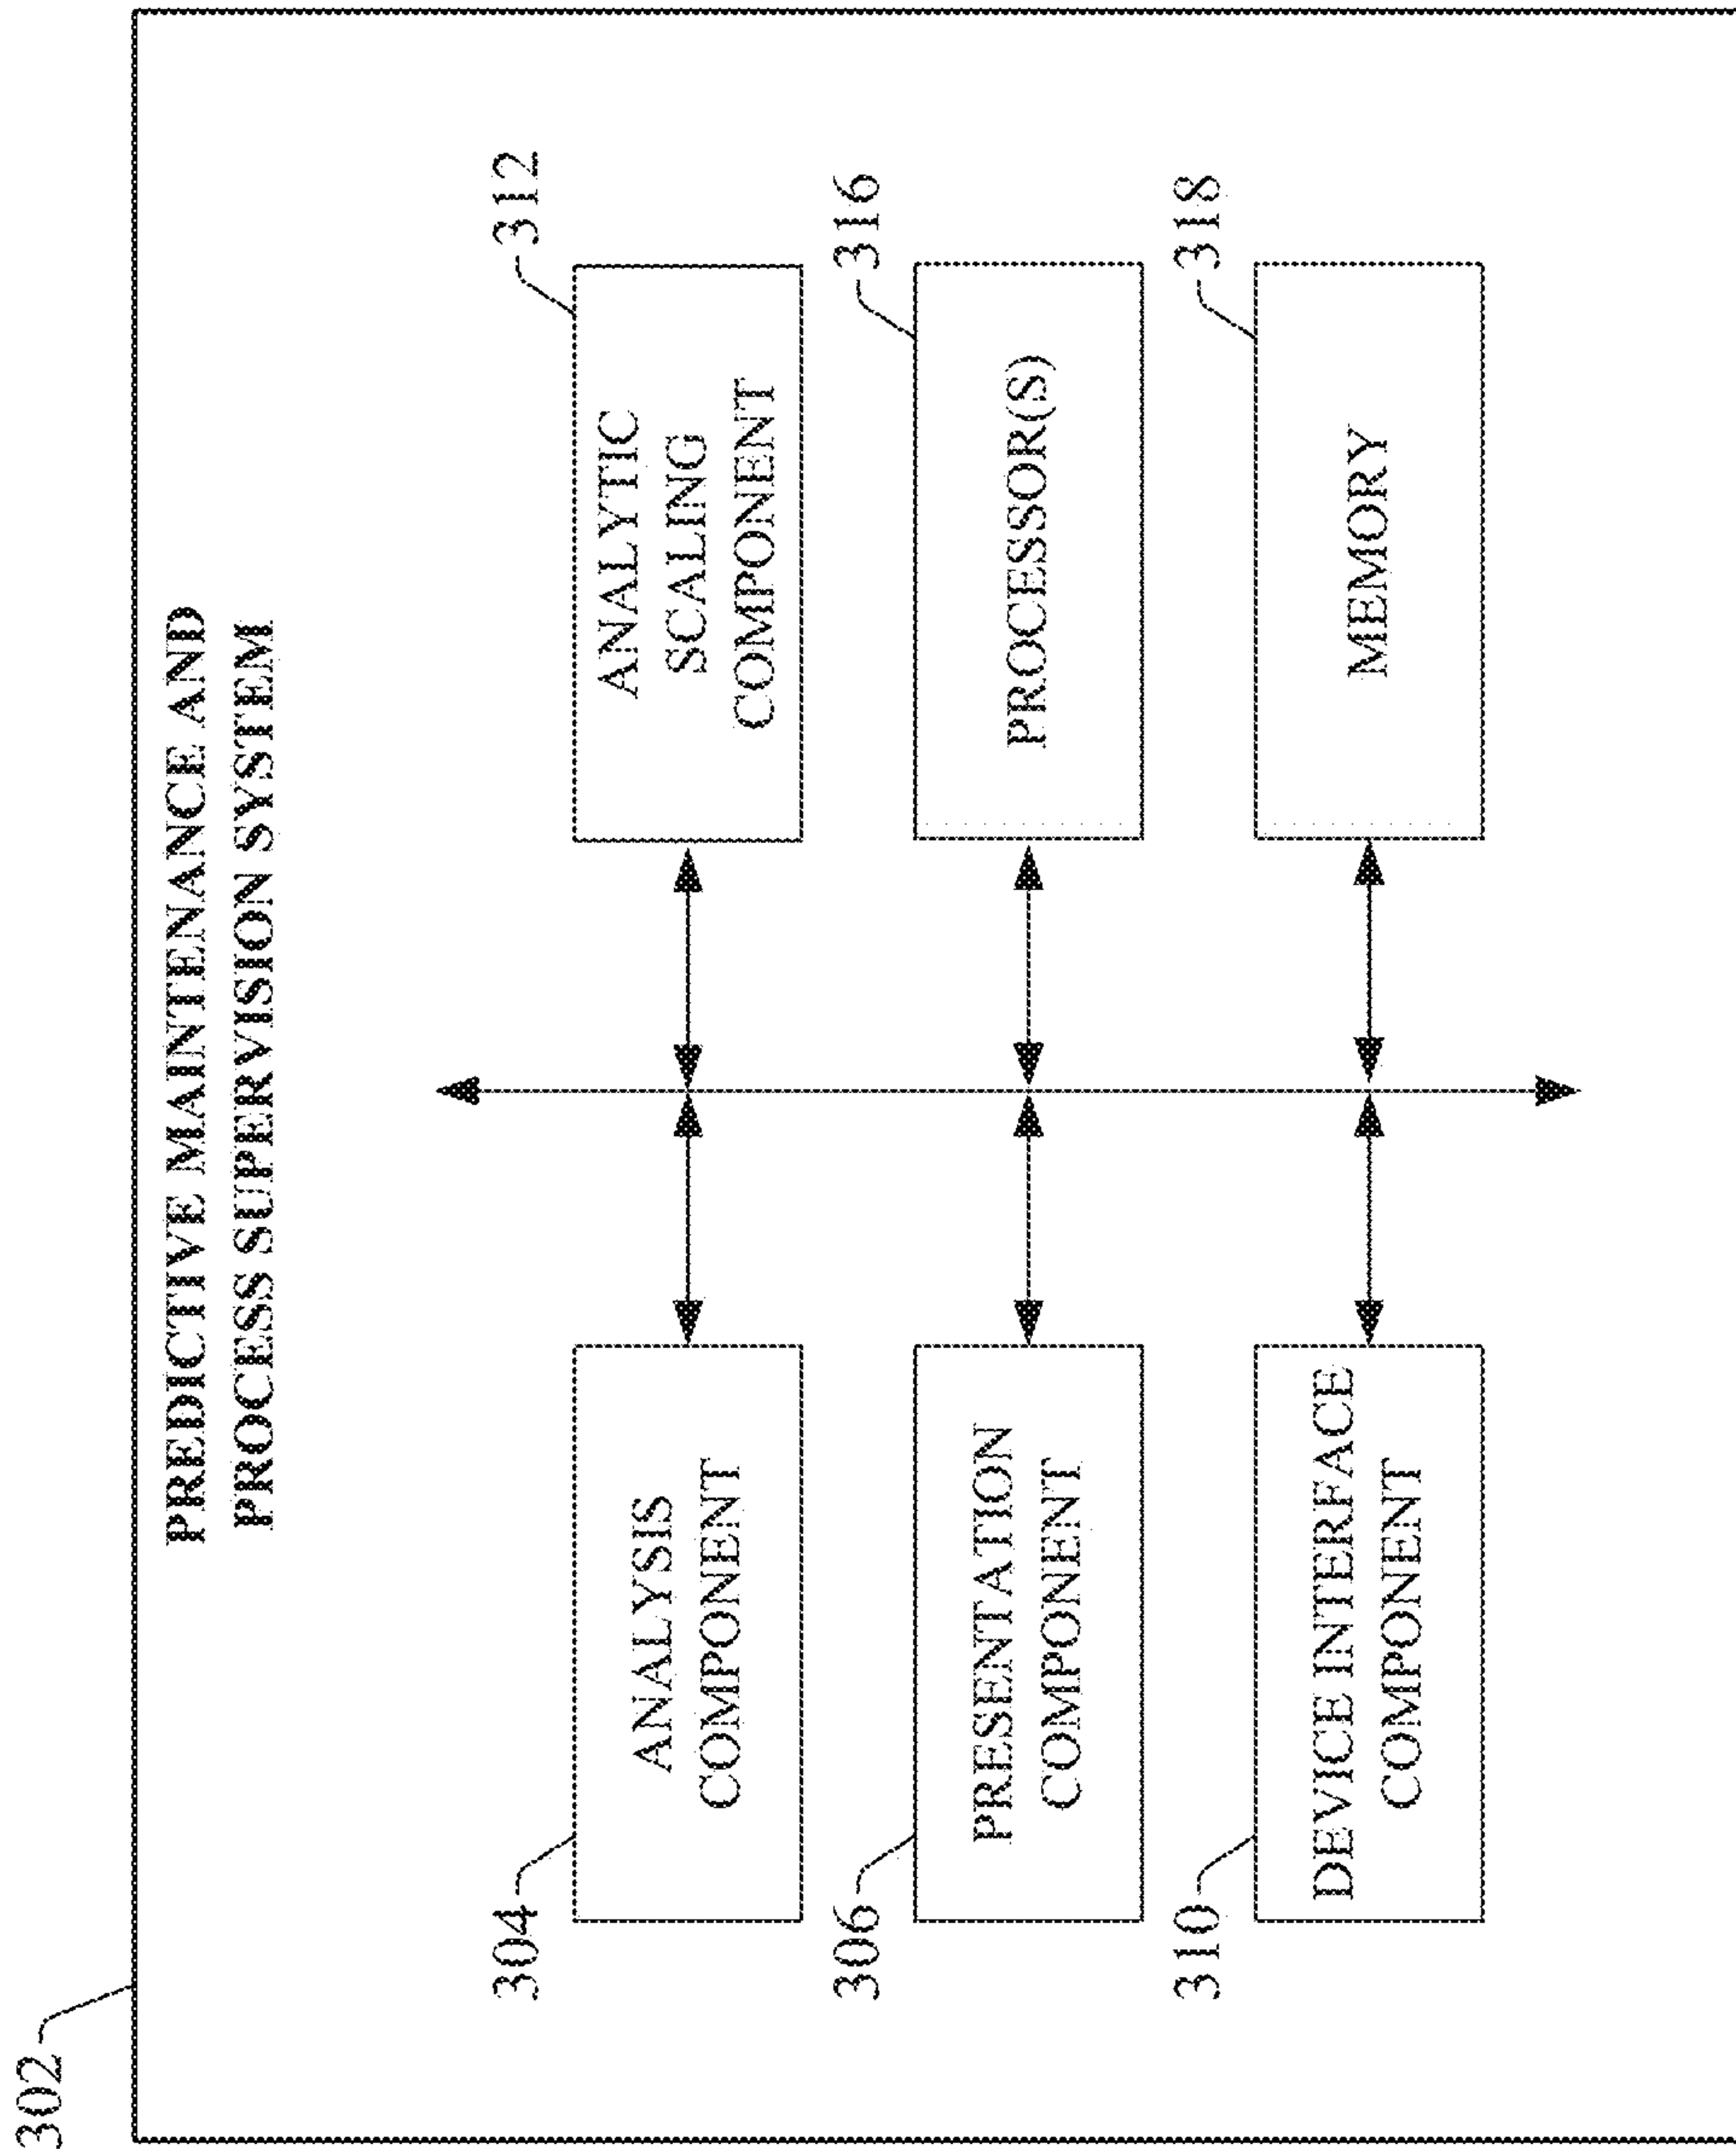 302
PREDICTIVE MAINTENANCE AND
PROCESS SUPERVISION SYSTEM
304
ANALYSIS
COMPONENT
312
ANALYTIC
SCALING
COMPONENT
306
PRESENTATION
COMPONENT
316
PROCESSOR(S)
310
DEVICE INTERFACE
COMPONENT
318
MEMORY